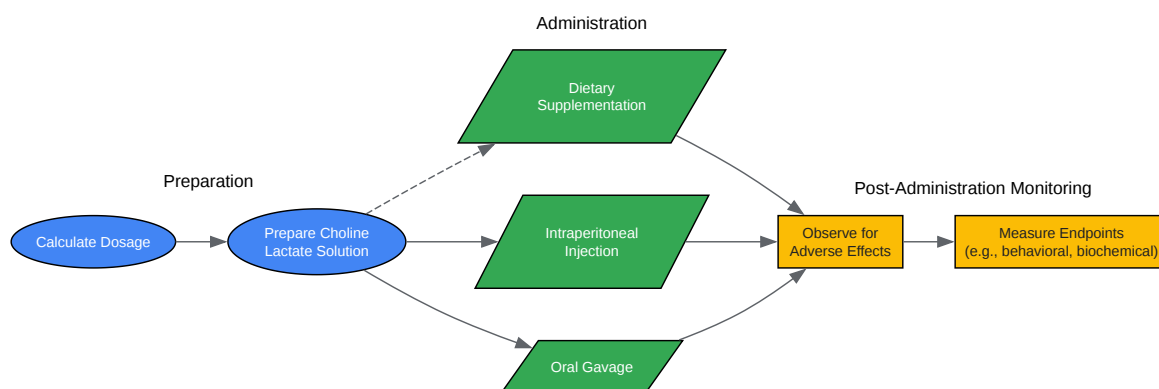 Administration
Dietary
Supplementation
Preparation
Post-Administration Monitoring
Calculate Dosage
Prepare Choline
Lactate Solution
Intraperitoneal
Injection
Observe for
Adverse Effects
Measure Endpoints
(e.g., behavioral, biochemical)
Oral Gavage